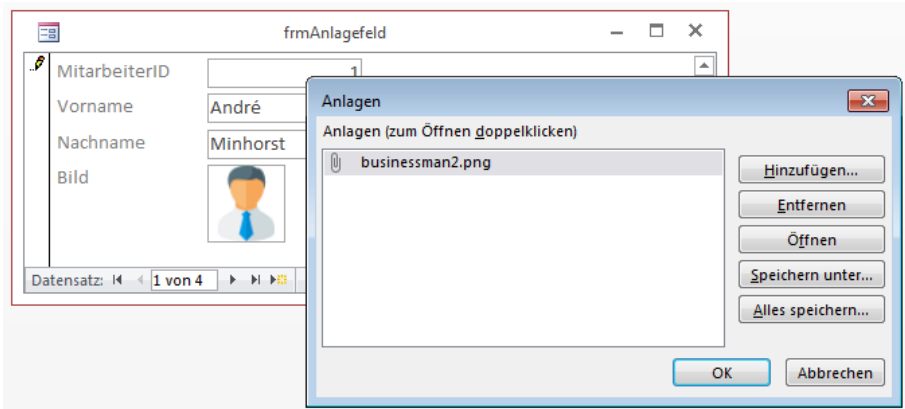 frmAnlagefeld
MitarbeiterID 1
Vorname André
Nachname Minhorst
Bild
Datensatz: 1 von 4
Anlagen
Anlagen (zum Öffnen doppelklicken)
businessman2.png
Hinzufügen...
Entfernen
Öffnen
Speichern unter...
Alles speichern...
OK Abbrechen